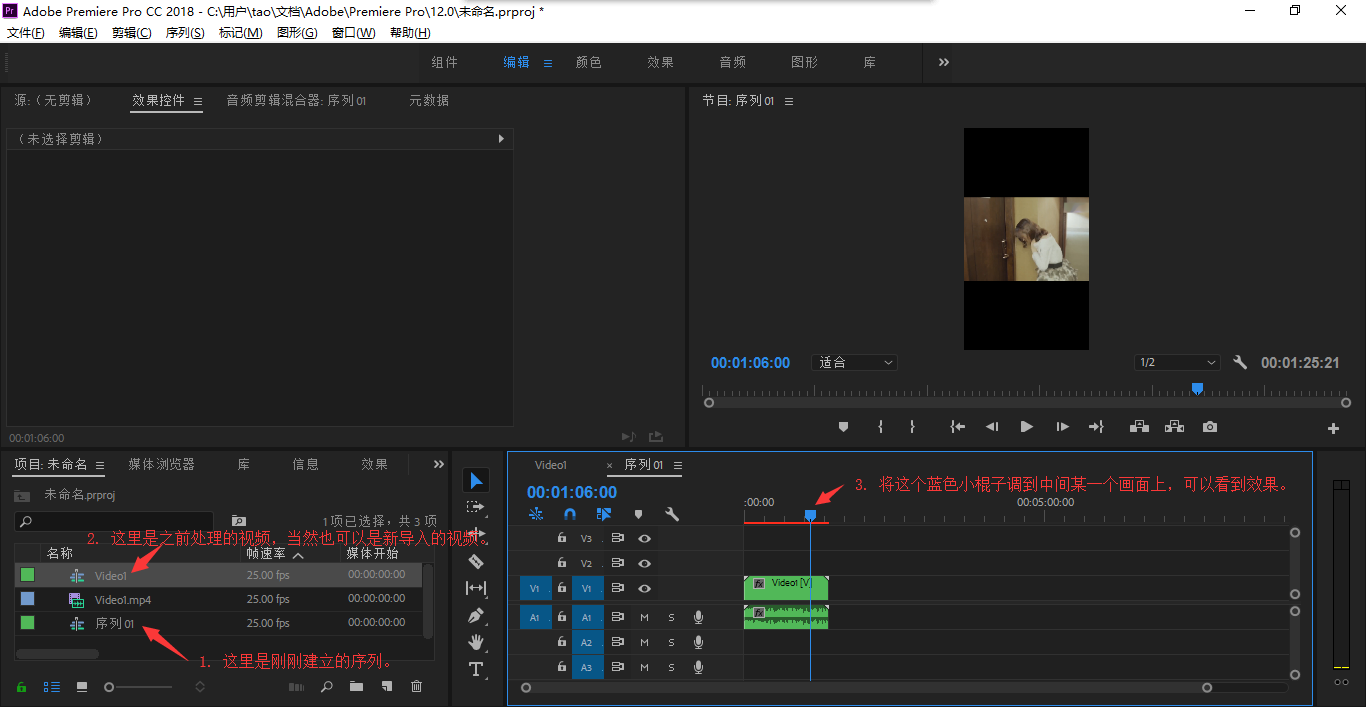 Pr Adobe Premiere Pro CC 2018 - C:\用户\tao\文档\Adobe\Premiere Pro\12.0\未命名.prproj *
文件(F) 编辑(E) 剪辑(C) 序列(S) 标记(M) 图形(G) 窗口(W) 帮助(H)
组件 编辑 颜色 效果 音频 图形 库
源:（无剪辑） 效果控件 音频剪辑混合器: 序列 01 元数据
节目: 序列 01
（未选择剪辑）
00:01:06:00 适合 1/2 00:01:25:21
00:01:06:00
项目: 未命名 媒体浏览器 库 信息 效果
未命名.prproj
1项已选择，共 3 项
2. 这里是之前处理的视频，当然也可以是新导入的视频。
名称 帧速率 媒体开始
Video1 25.00 fps 00:00:00:00
Video1.mp4 25.00 fps 00:00:00:00
序列 01 25.00 fps 00:00:00:00
1. 这里是刚刚建立的序列。
Video1 × 序列 01
00:01:06:00
3. 将这个蓝色小棍子调到中间某一个画面上，可以看到效果。
:00:00 00:05:00:00
V3
V2
V1 V1 fx Video1 [V]
A1 A1 M S fx
A2 M S
A3 M S
T